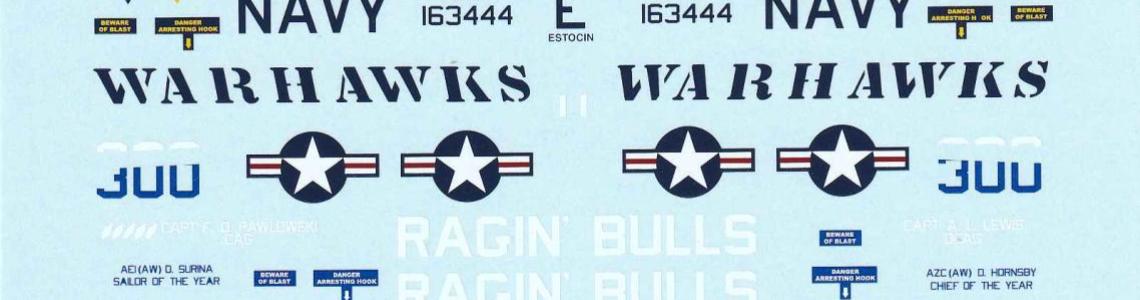 NAVY 163444 E 163444 NAVY
BEWARE OF BLAST
DANGER ARRESTING HOOK
ESTOCIN
DANGER ARRESTING H OK
BEWARE OF BLAST
WARHAWKS WARHAWKS
300 300
CAPT F. D. PAWLOWSKI
CAG
RAGIN' BULLS
BEWARE OF BLAST
CAPT A. L. LEWIS
DCAG
AEI(AW) D. SURINA
SAILOR OF THE YEAR
BEWARE OF BLAST
DANGER ARRESTING HOOK
RAGIN' BULLS
DANGER ARRESTING HOOK
AZC(AW) D. HORNSBY
CHIEF OF THE YEAR